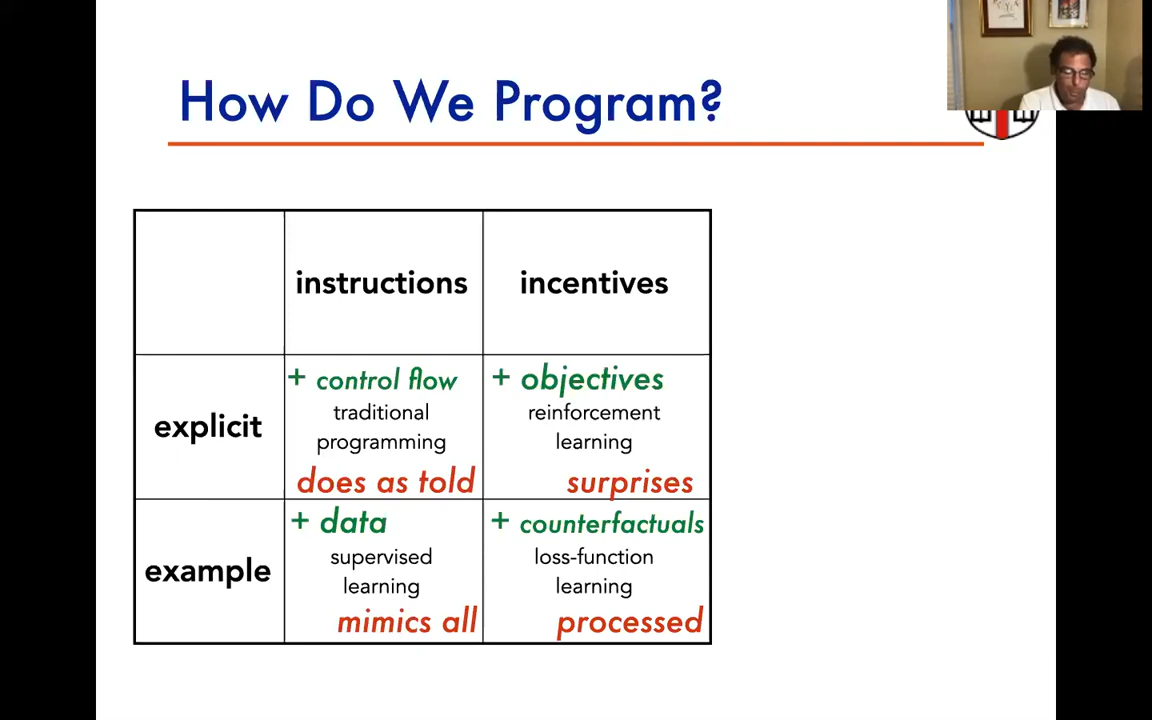 How Do We Program?
instructions
incentives
explicit
+ control flow
traditional
programming
does as told
+ objectives
reinforcement
learning
surprises
example
+ data
supervised
learning
mimics all
+ counterfactuals
loss-function
learning
processed